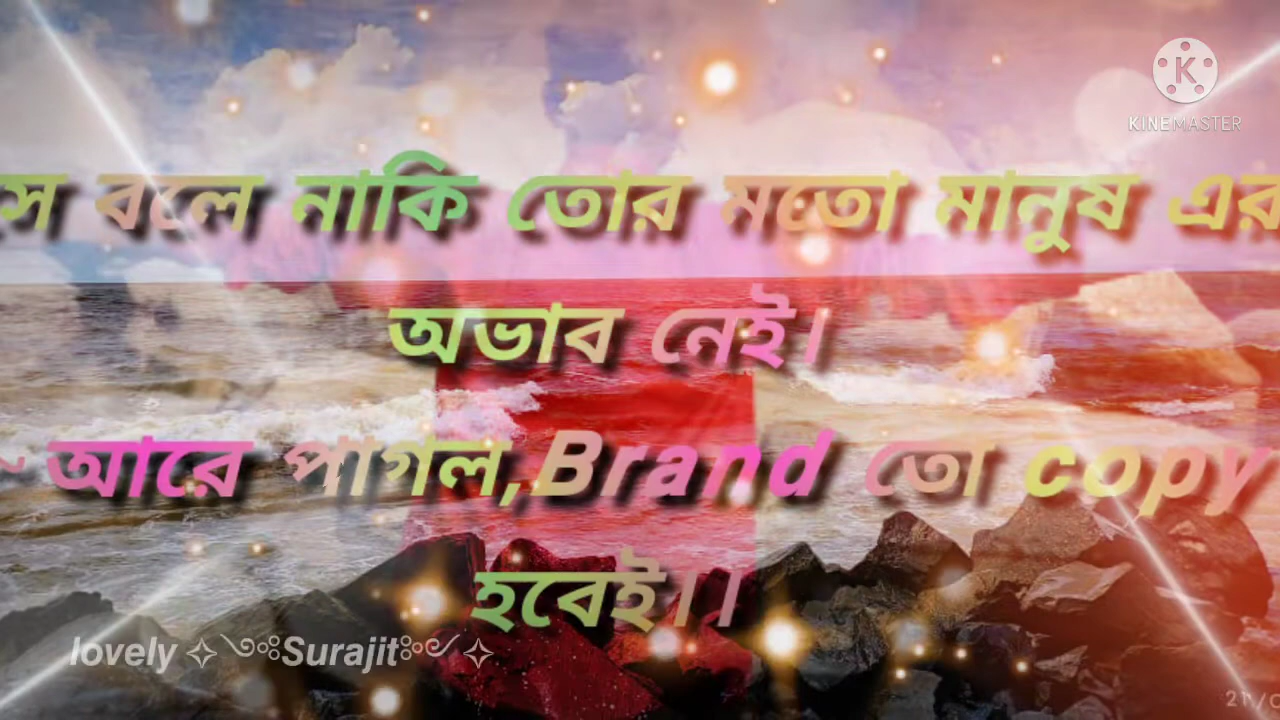 KINEMASTER
সে বলে নাকি তোর মতো মানুষ এর
অভাব নেই।
~ আরে পাগল,Brand তো copy
হবেই।।
lovely ✧༺Surajit༻✧